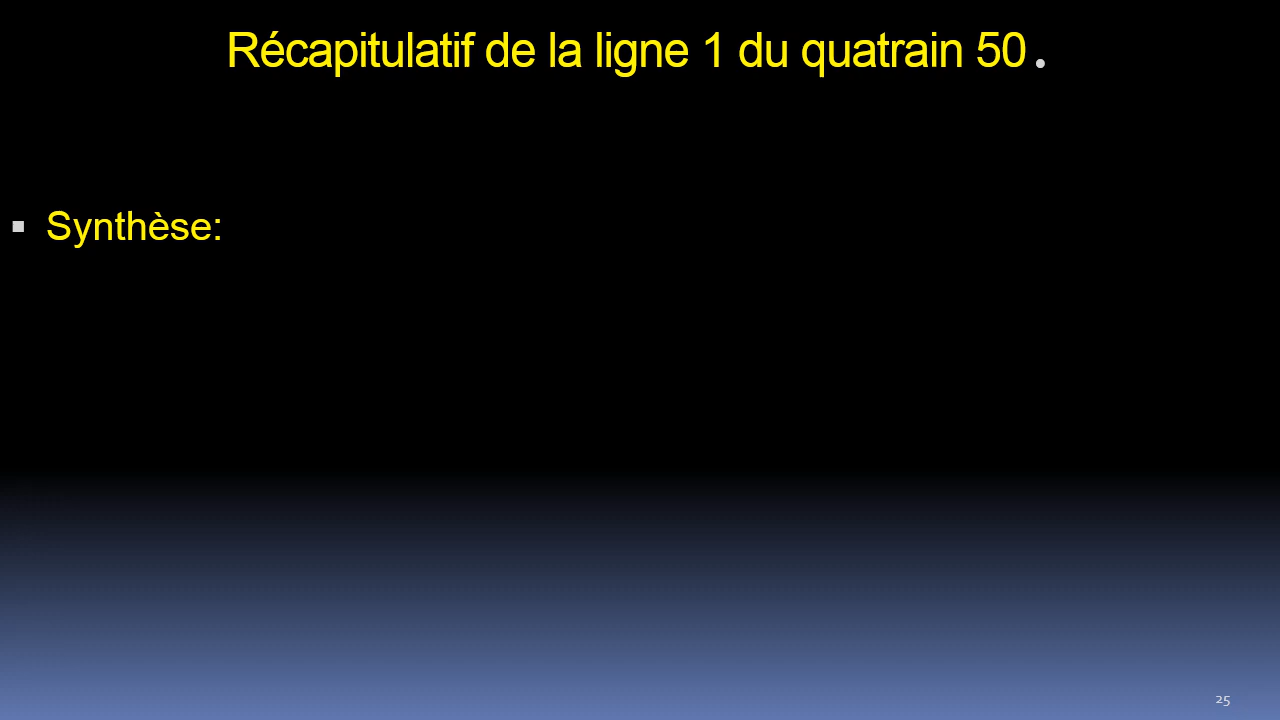 Récapitulatif de la ligne 1 du quatrain 50.
▪ Synthèse:
25